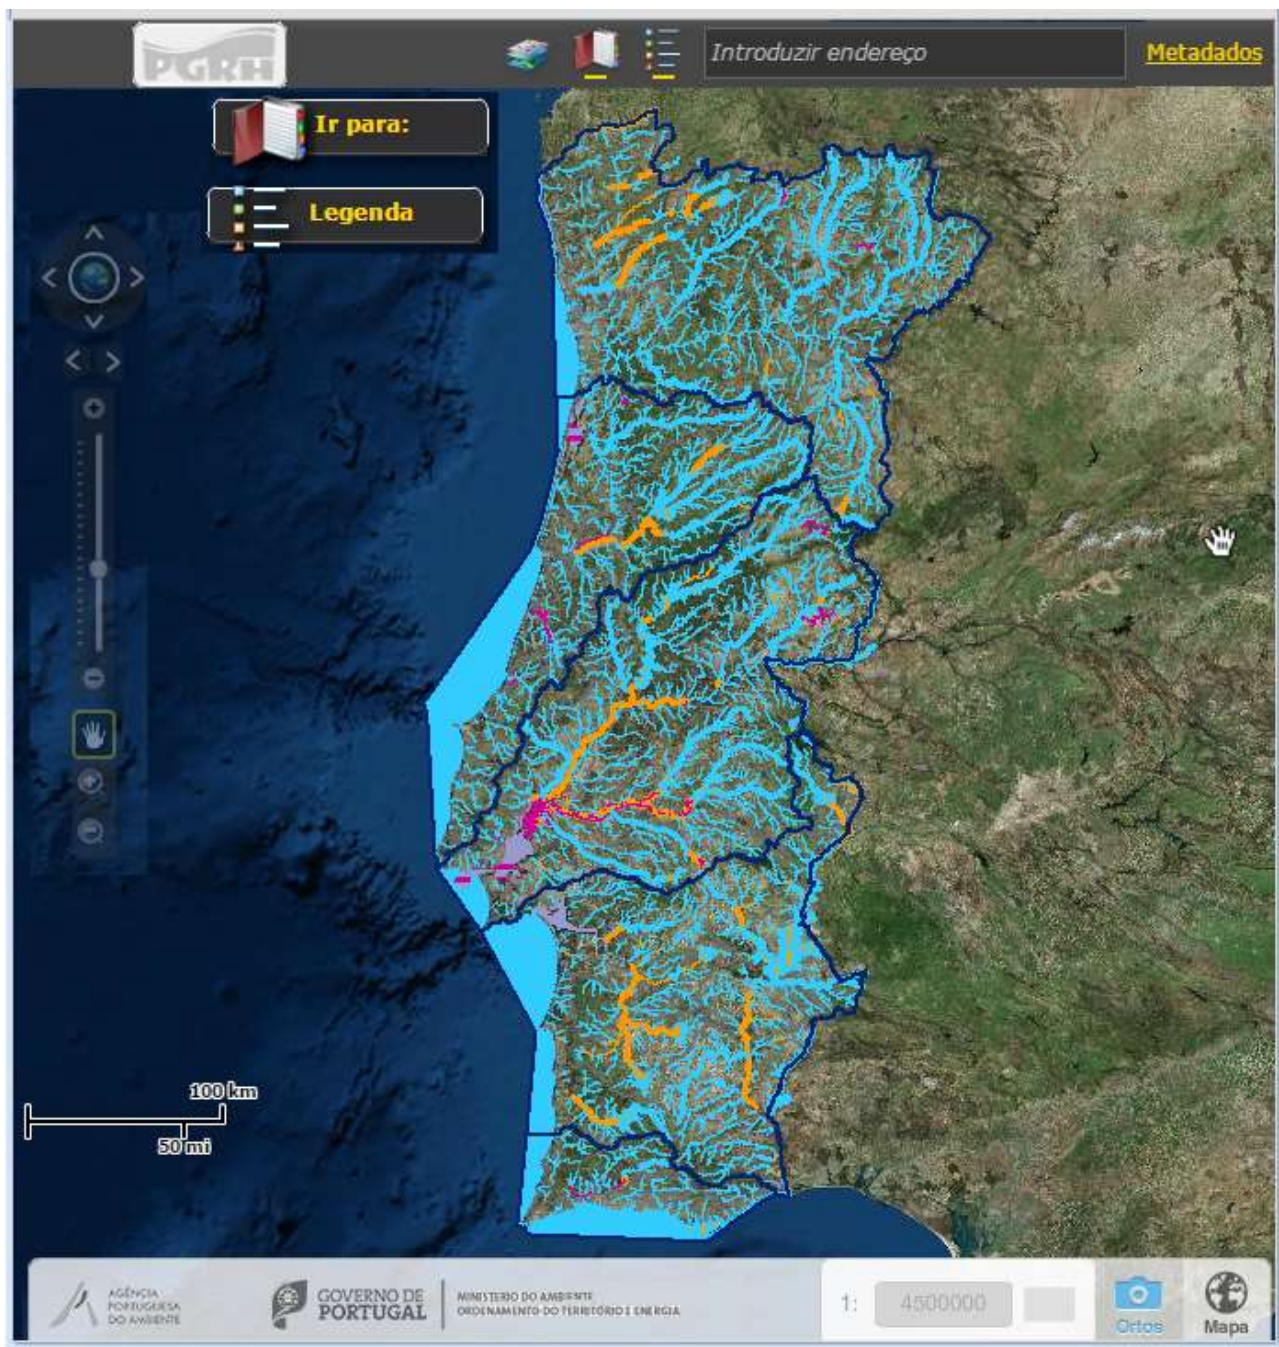 PGRH
Introduzir endereço
Metadados
Ir para:
Legenda
100 km
50 mi
AGÊNCIA
PORTUGUESA
DO AMBIENTE
GOVERNO DE
PORTUGAL
MINISTÉRIO DO AMBIENTE
ORDENAMENTO DO TERRITÓRIO E ENERGIA
1:
4500000
Ortos
Mapa